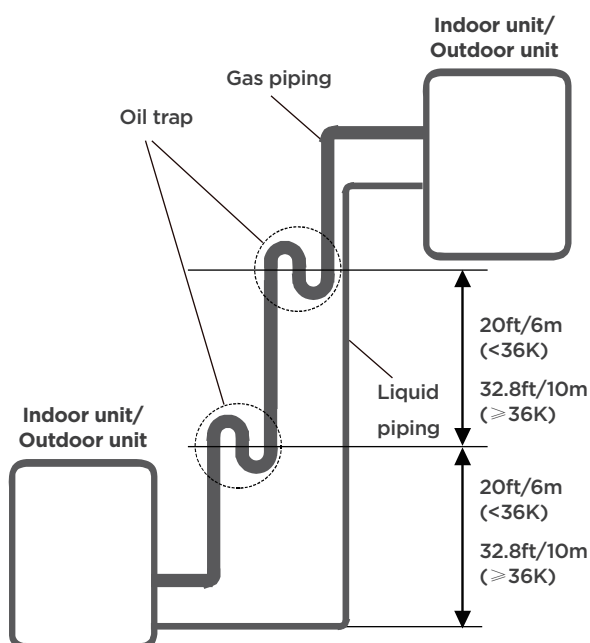 Indoor unit/
Outdoor unit
Gas piping
Oil trap
20ft/6m
(<36K)
32.8ft/10m
(⩾36K)
Liquid
piping
Indoor unit/
Outdoor unit
20ft/6m
(<36K)
32.8ft/10m
(⩾36K)